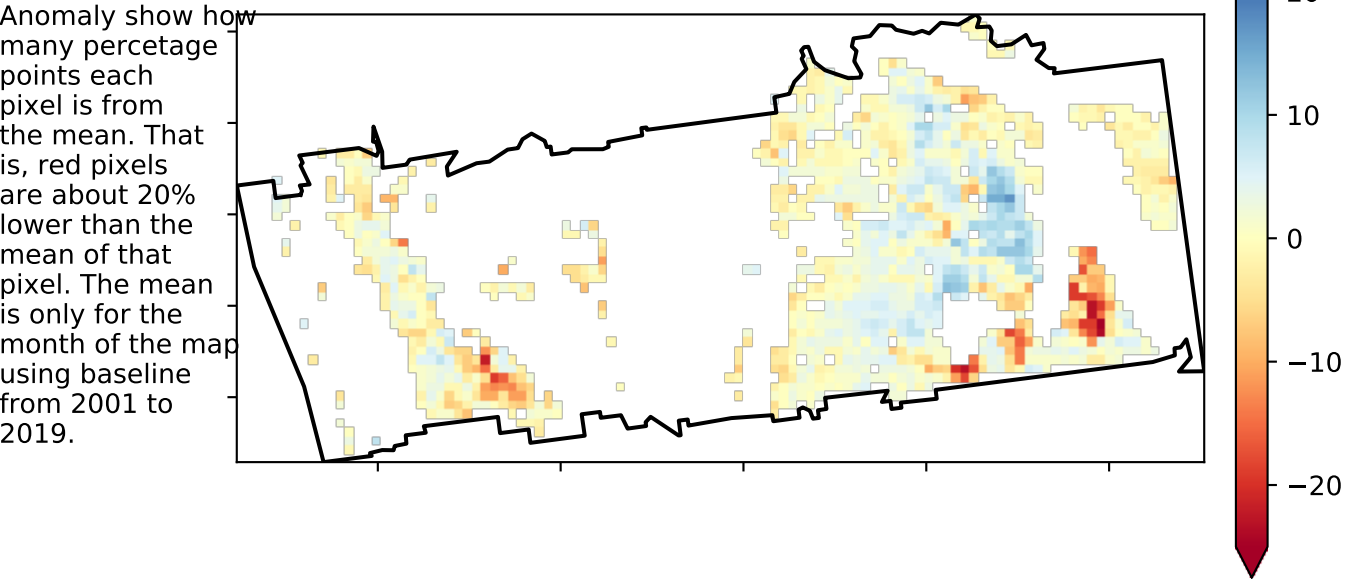 Anomaly show how
many percetage
points each
pixel is from
the mean. That
is, red pixels
are about 20%
lower than the
mean of that
pixel. The mean
is only for the
month of the map
using baseline
from 2001 to
2019.
10
0
−10
−20